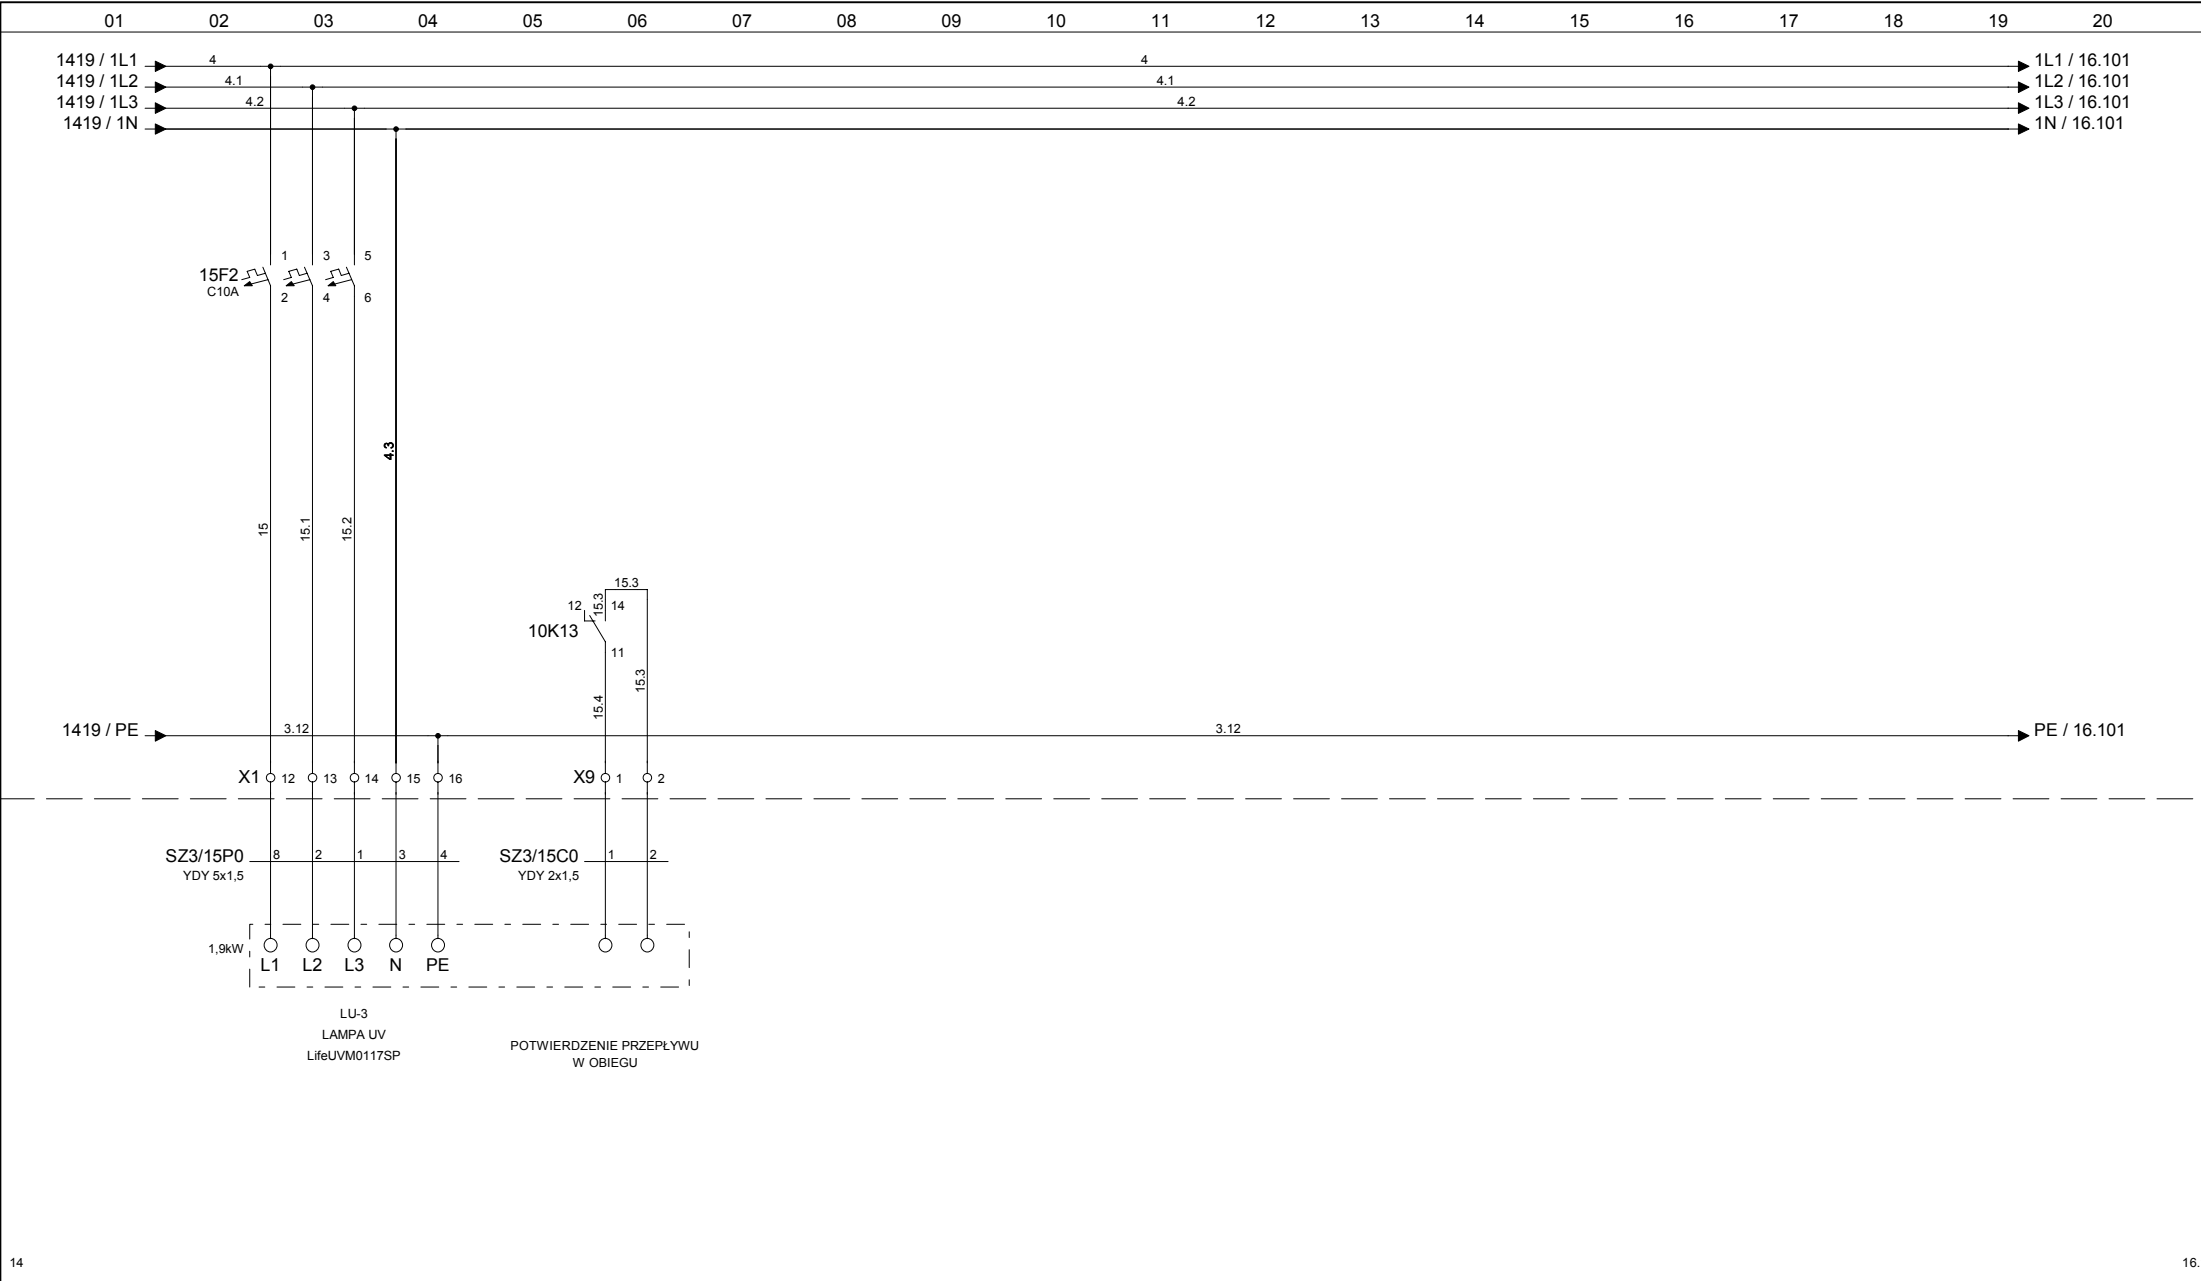 01 02 03 04 05 06 07 08 09 10 11 12 13 14 15 16 17 18 19 20
1419 / 1L1 4 4 1L1 / 16.101
1419 / 1L2 4.1 4.1 1L2 / 16.101
1419 / 1L3 4.2 4.2 1L3 / 16.101
1419 / 1N 1N / 16.101
1 3 5
15F2
C10A
2 4 6
4.3
15 15.1 15.2
15.3
12 15.3 14
10K13
11
15.4 15.3
1419 / PE 3.12 3.12 PE / 16.101
X1 12 13 14 15 16 X9 1 2
SZ3/15P0 8 2 1 3 4 SZ3/15C0 1 2
YDY 5x1,5 YDY 2x1,5
1,9kW
L1 L2 L3 N PE
LU-3
LAMPA UV
LifeUVM0117SP
POTWIERDZENIE PRZEPŁYWU
W OBIEGU
14 16.